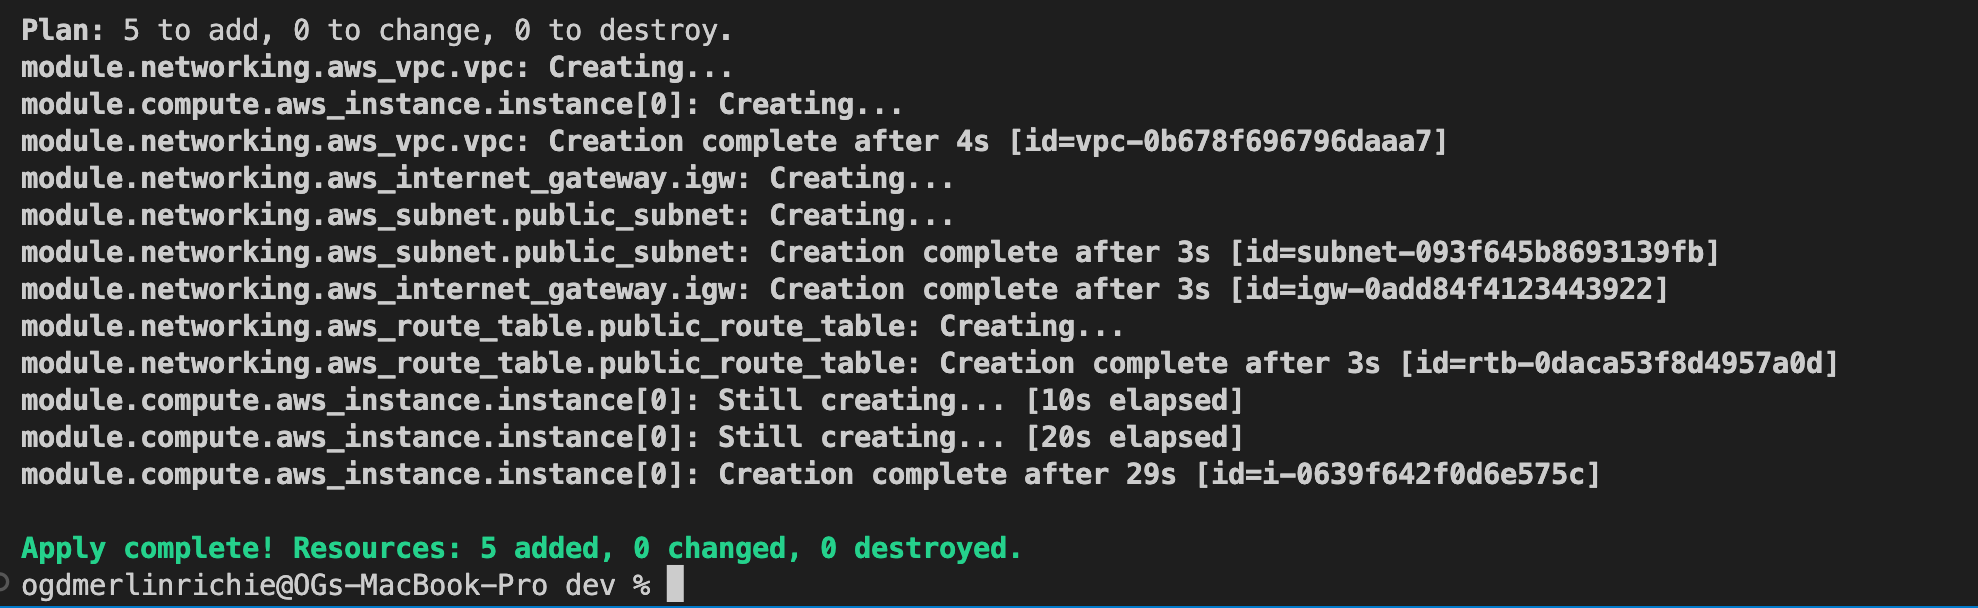 Plan: 5 to add, 0 to change, 0 to destroy.
module.networking.aws_vpc.vpc: Creating...
module.compute.aws_instance.instance[0]: Creating...
module.networking.aws_vpc.vpc: Creation complete after 4s [id=vpc-0b678f696796daaa7]
module.networking.aws_internet_gateway.igw: Creating...
module.networking.aws_subnet.public_subnet: Creating...
module.networking.aws_subnet.public_subnet: Creation complete after 3s [id=subnet-093f645b8693139fb]
module.networking.aws_internet_gateway.igw: Creation complete after 3s [id=igw-0add84f4123443922]
module.networking.aws_route_table.public_route_table: Creating...
module.networking.aws_route_table.public_route_table: Creation complete after 3s [id=rtb-0daca53f8d4957a0d]
module.compute.aws_instance.instance[0]: Still creating... [10s elapsed]
module.compute.aws_instance.instance[0]: Still creating... [20s elapsed]
module.compute.aws_instance.instance[0]: Creation complete after 29s [id=i-0639f642f0d6e575c]
Apply complete! Resources: 5 added, 0 changed, 0 destroyed.
ogdmerlinrichie@OGs-MacBook-Pro dev %